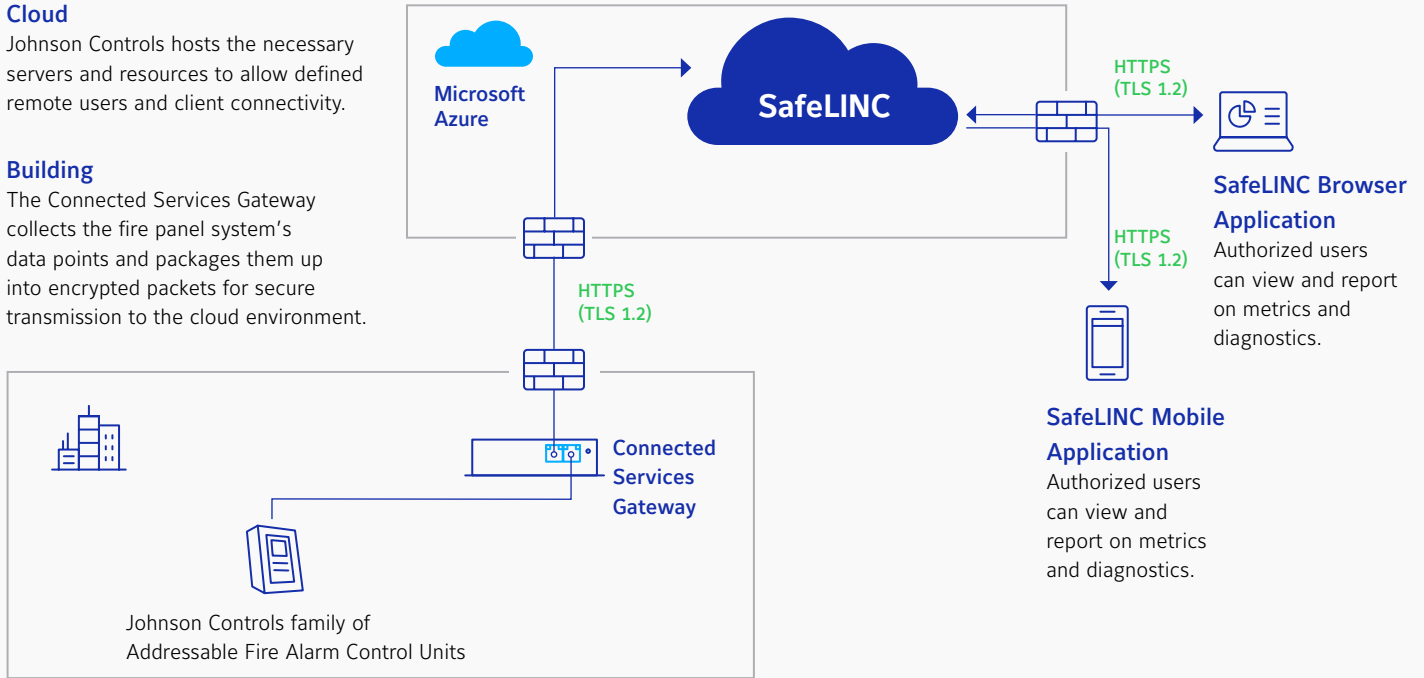 Cloud
Johnson Controls hosts the necessary
servers and resources to allow defined
remote users and client connectivity.
Building
The Connected Services Gateway
collects the fire panel system's
data points and packages them up
into encrypted packets for secure
transmission to the cloud environment.
Microsoft
Azure
SafeLINC
HTTPS
(TLS 1.2)
SafeLINC Browser
Application
Authorized users
can view and report
on metrics and
diagnostics.
HTTPS
(TLS 1.2)
HTTPS
(TLS 1.2)
SafeLINC Mobile
Application
Authorized users
can view and
report on metrics
and diagnostics.
Connected
Services
Gateway
Johnson Controls family of
Addressable Fire Alarm Control Units